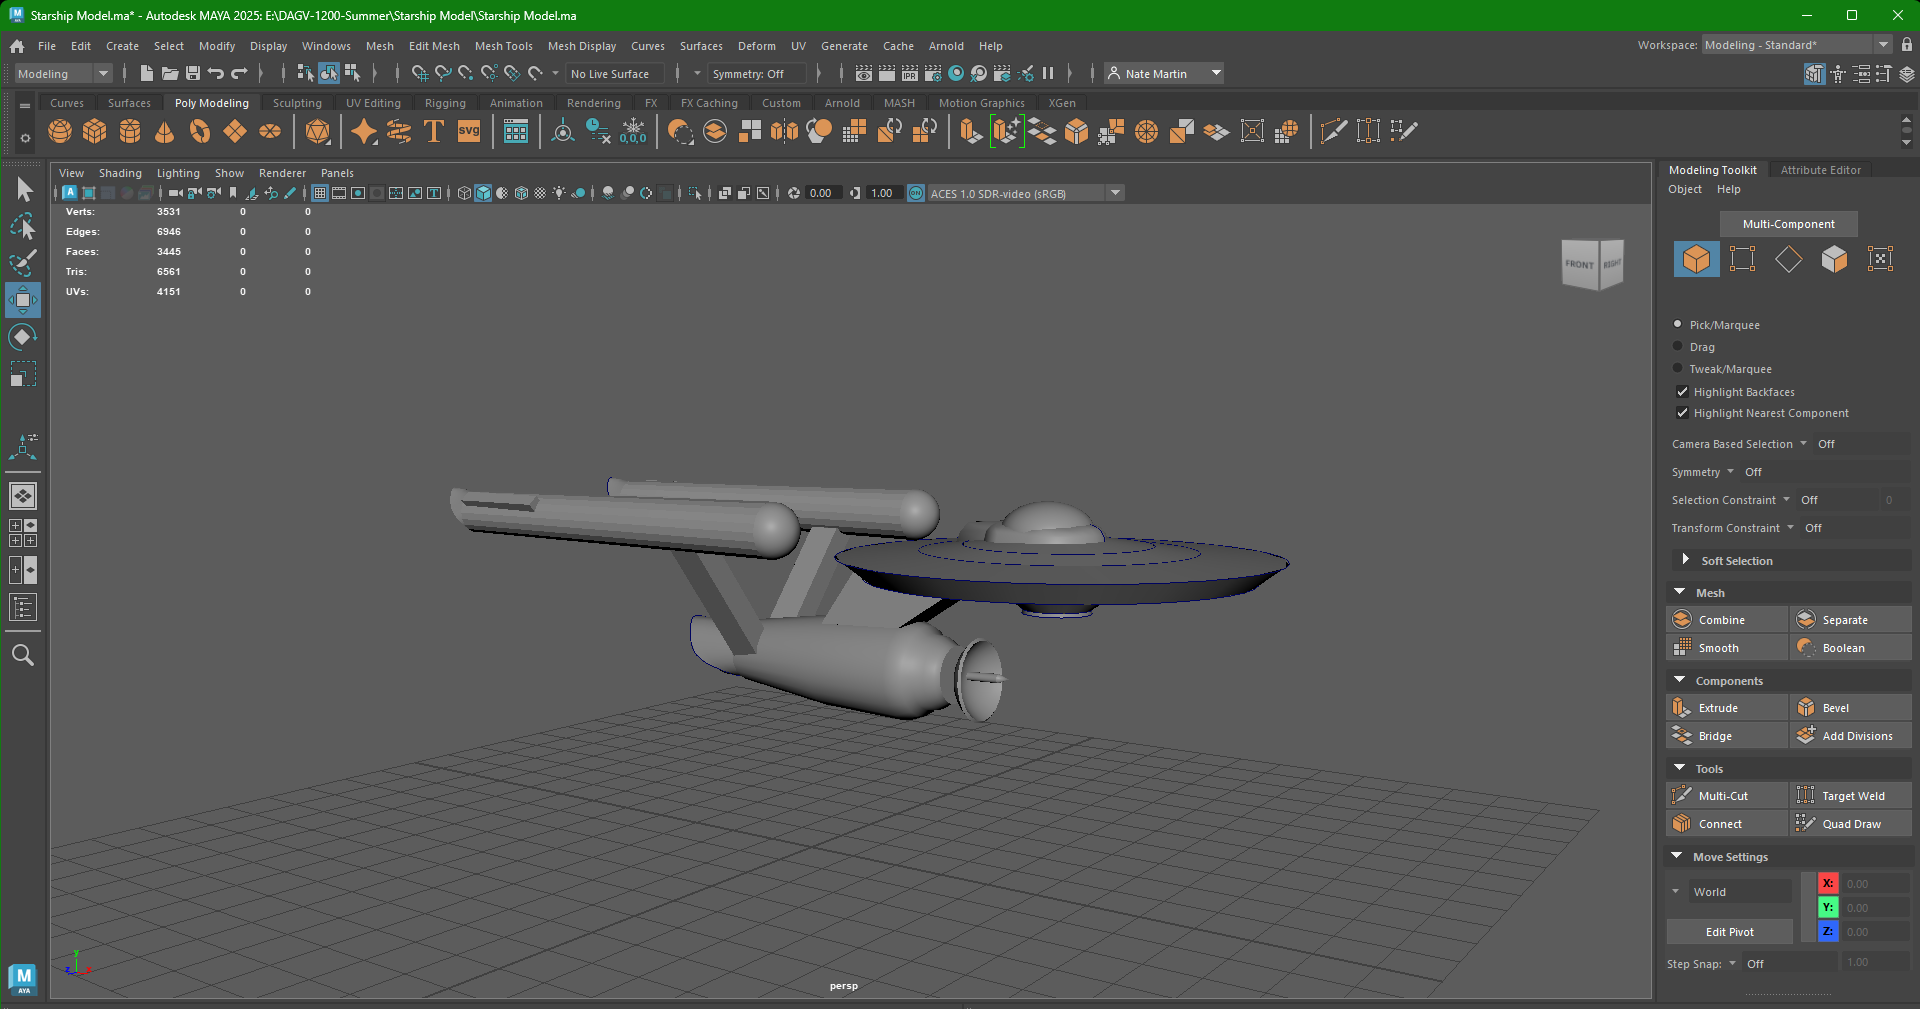 Starship Model.ma* - Autodesk MAYA 2025: E:\DAGV-1200-Summer\Starship Model\Starship Model.ma
File Edit Create Select Modify Display Windows Mesh Edit Mesh Mesh Tools Mesh Display Curves Surfaces Deform UV Generate Cache Arnold Help Workspace: Modeling - Standard*
Modeling No Live Surface Symmetry: Off IPR Nate Martin
Curves Surfaces Poly Modeling Sculpting UV Editing Rigging Animation Rendering FX FX Caching Custom Arnold MASH Motion Graphics XGen
T SVG 0,0,0
View Shading Lighting Show Renderer Panels
0.00 1.00 ON ACES 1.0 SDR-video (sRGB)
Verts: 3531 0 0
Edges: 6946 0 0
Faces: 3445 0 0
Tris: 6561 0 0
UVs: 4151 0 0
FRONT RIGHT
persp
y
z x
M
AYA
Modeling Toolkit Attribute Editor
Object Help
Multi-Component
Pick/Marquee
Drag
Tweak/Marquee
Highlight Backfaces
Highlight Nearest Component
Camera Based Selection Off
Symmetry Off
Selection Constraint Off 0
Transform Constraint Off
Soft Selection
Mesh
Combine Separate
Smooth Boolean
Components
Extrude Bevel
Bridge Add Divisions
Tools
Multi-Cut Target Weld
Connect Quad Draw
Move Settings
World
X: 0.00
Y: 0.00
Edit Pivot
Z: 0.00
Step Snap: Off 1.00